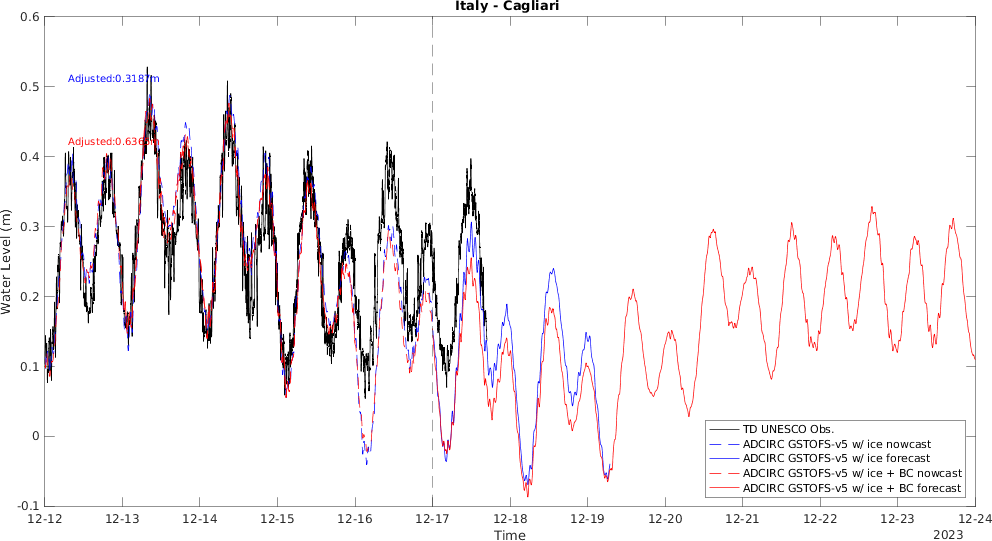 Italy - Cagliari
0.6
0.5
0.4
0.3
0.2
0.1
0
-0.1
Water Level (m)
Adjusted:0.3187m
TD UNESCO Obs.
ADCIRC GSTOFS-v5 w/ ice nowcast
ADCIRC GSTOFS-v5 w/ ice forecast
ADCIRC GSTOFS-v5 w/ ice + BC nowcast
ADCIRC GSTOFS-v5 w/ ice + BC forecast
12-12 12-13 12-14 12-15 12-16 12-17 12-18 12-19 12-20 12-21 12-22 12-23 12-24
Time
2023